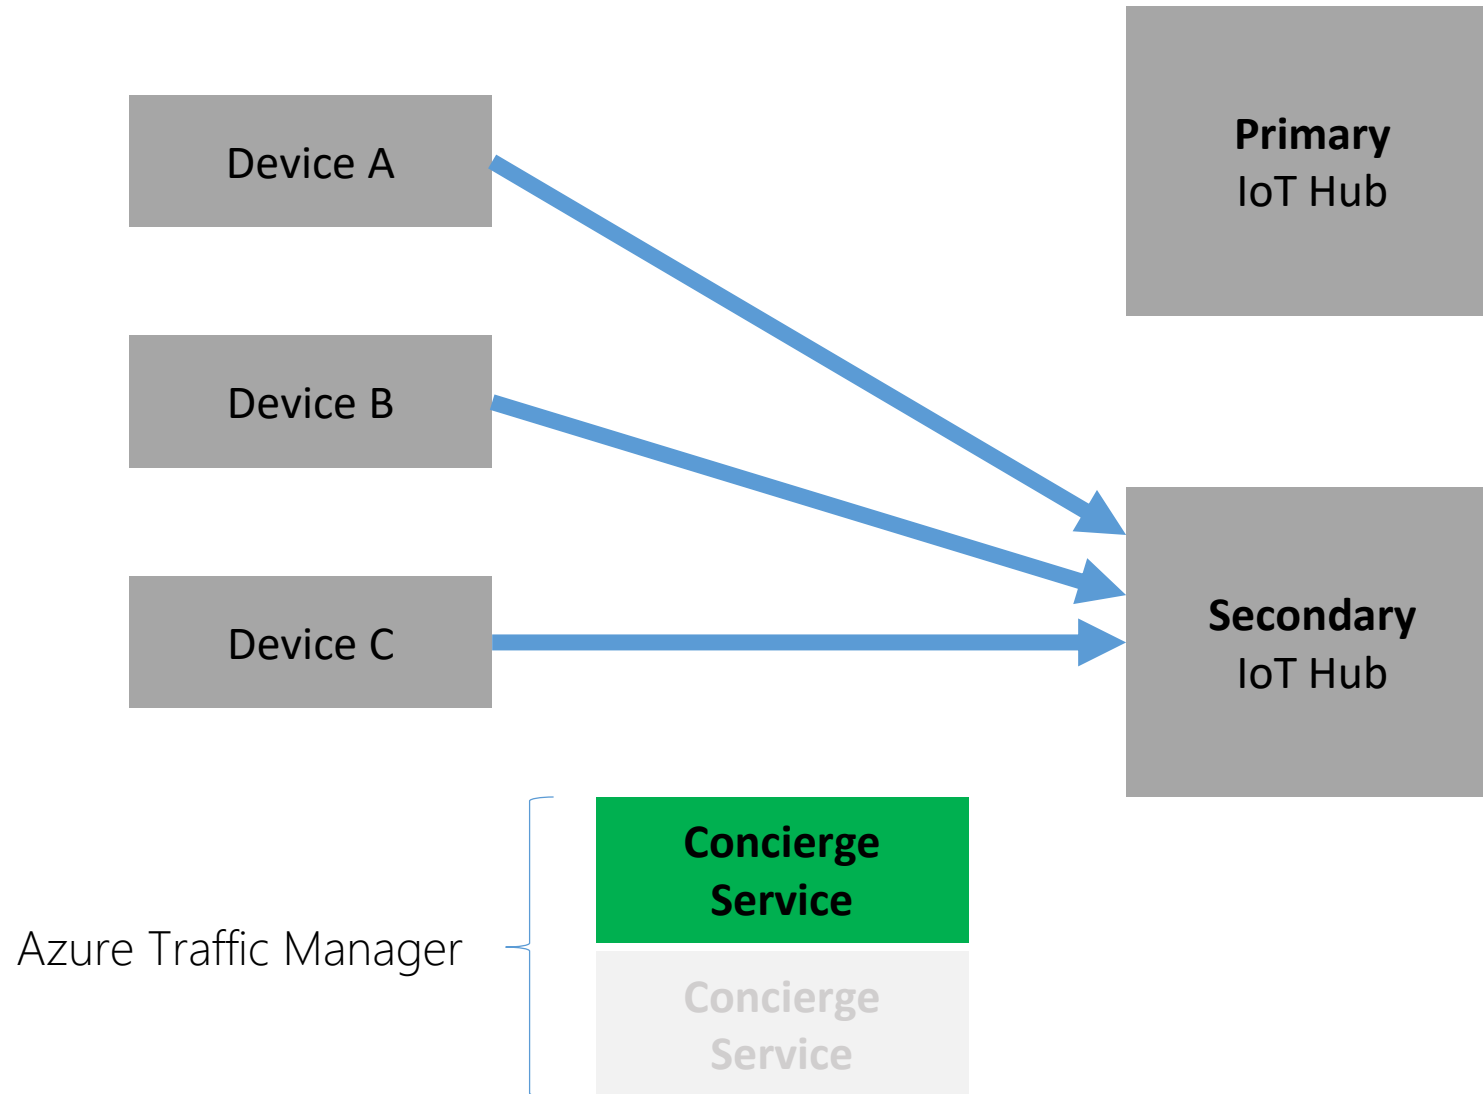 Device A
Primary
IoT Hub
Device B
Device C
Secondary
IoT Hub
Azure Traffic Manager
Concierge
Service
Concierge
Service